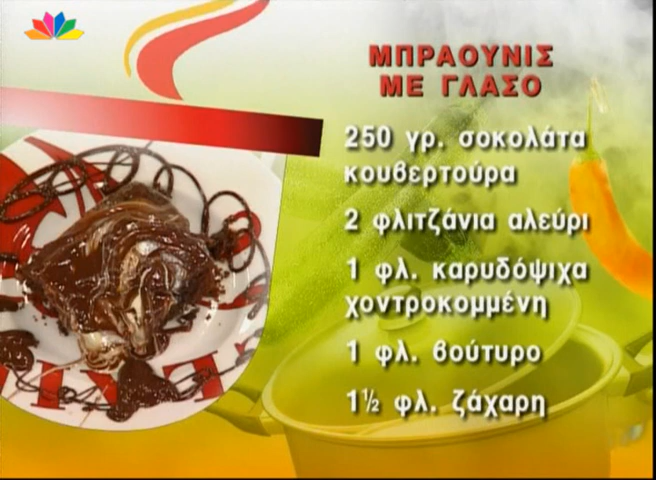 ΜΠΡΑΟΥΝΙΣ
ΜΕ ΓΛΑΣΟ
250 γρ. σοκολάτα
κουβερτούρα
2 φλιτζάνια αλεύρι
1 φλ. καρυδόψιχα
χοντροκομμένη
1 φλ. βούτυρο
1½ φλ. ζάχαρη